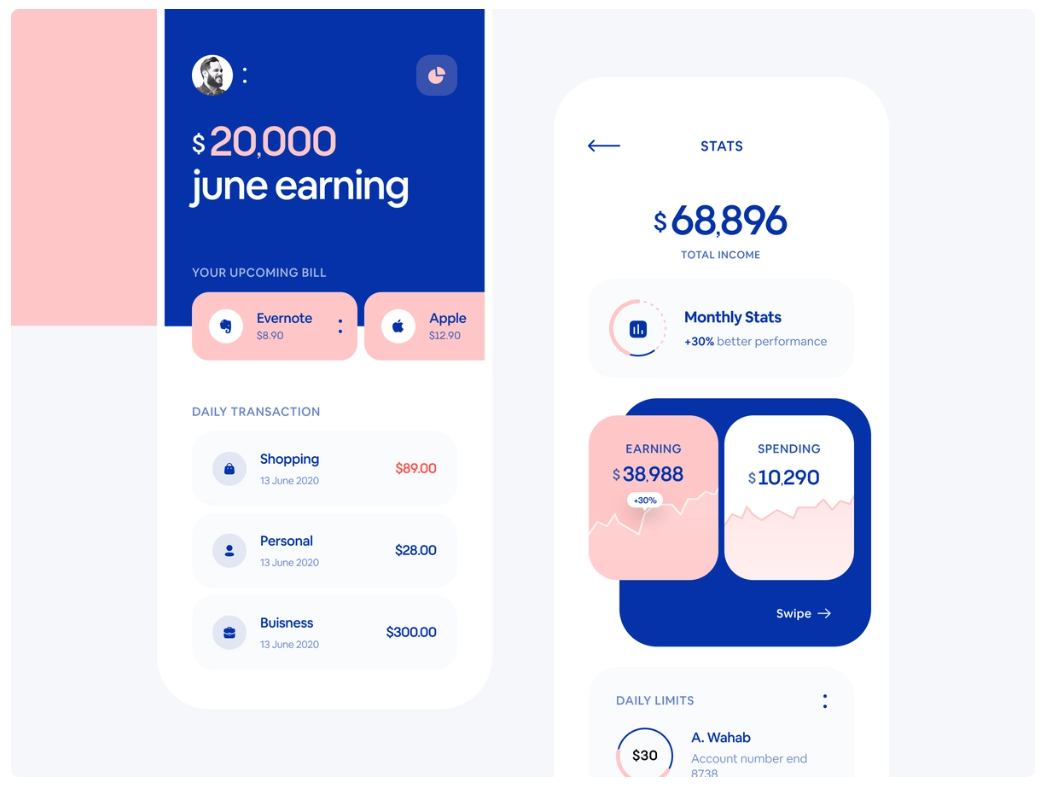 $ 20,000
june earning
YOUR UPCOMING BILL
Evernote
$8.90
Apple
$12.90
DAILY TRANSACTION
Shopping
13 June 2020
$89.00
Personal
13 June 2020
$28.00
Buisness
13 June 2020
$300.00
STATS
$ 68,896
TOTAL INCOME
Monthly Stats
+30% better performance
EARNING
$ 38,988
+30%
SPENDING
$ 10,290
Swipe →
DAILY LIMITS
$30
A. Wahab
Account number end
8738